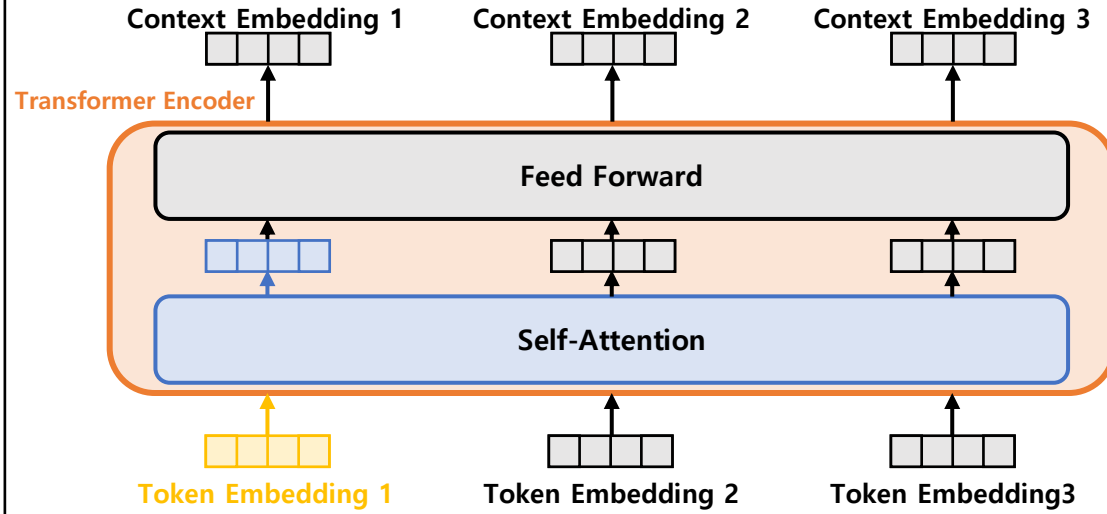 Context Embedding 1
Context Embedding 2
Context Embedding 3
Transformer Encoder
Feed Forward
Self-Attention
Token Embedding 1
Token Embedding 2
Token Embedding3